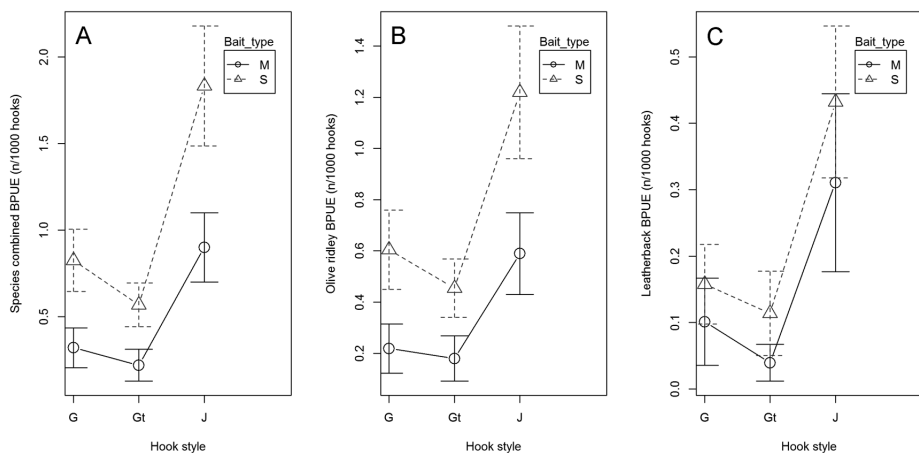 A
Bait_type
M
S
Species combined BPUE (n/1000 hooks)
2.0
1.5
1.0
0.5
G
Gt
J
Hook style
B
Bait_type
M
S
Olive ridley BPUE (n/1000 hooks)
1.4
1.2
1.0
0.8
0.6
0.4
0.2
G
Gt
J
Hook style
C
Bait_type
M
S
Leatherback BPUE (n/1000 hooks)
0.5
0.4
0.3
0.2
0.1
0.0
G
Gt
J
Hook style